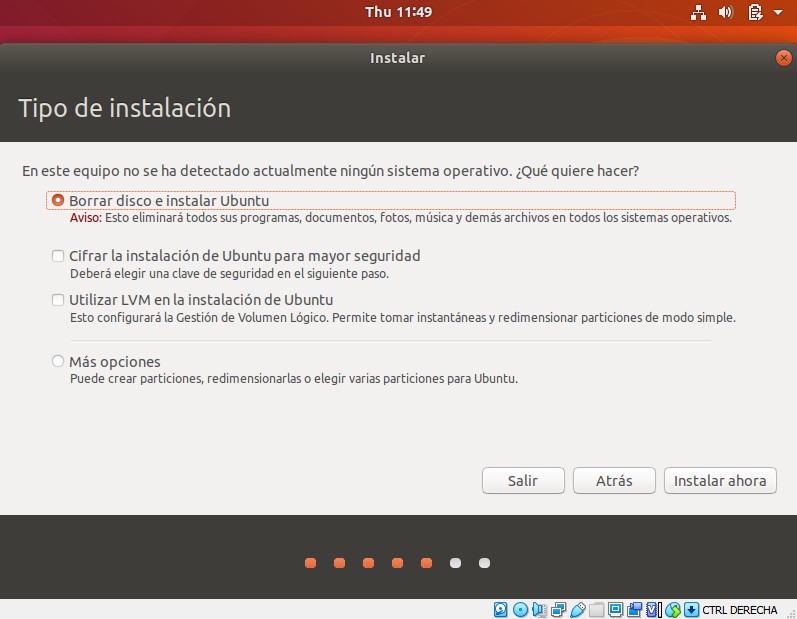 Thu 11:49
Instalar
Tipo de instalación
En este equipo no se ha detectado actualmente ningún sistema operativo. ¿Qué quiere hacer?
Borrar disco e instalar Ubuntu
Aviso: Esto eliminará todos sus programas, documentos, fotos, música y demás archivos en todos los sistemas operativos.
Cifrar la instalación de Ubuntu para mayor seguridad
Deberá elegir una clave de seguridad en el siguiente paso.
Utilizar LVM en la instalación de Ubuntu
Esto configurará la Gestión de Volumen Lógico. Permite tomar instantáneas y redimensionar particiones de modo simple.
Más opciones
Puede crear particiones, redimensionarlas o elegir varias particiones para Ubuntu.
Salir Atrás Instalar ahora
CTRL DERECHA